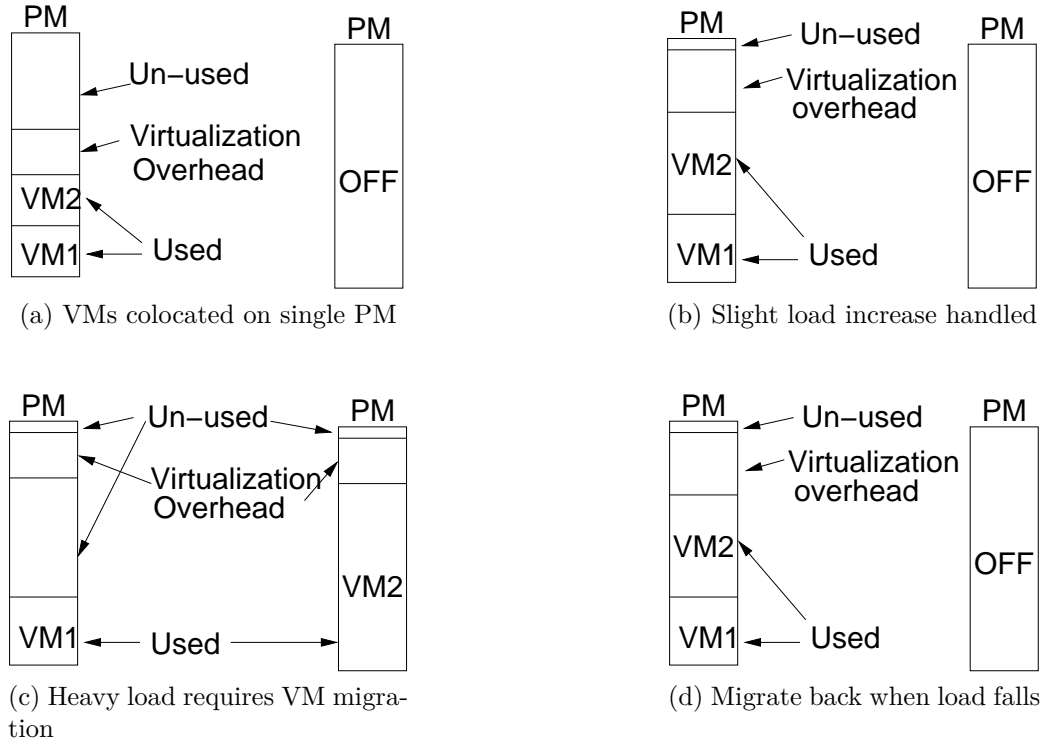 PM
PM
Un−used
Virtualization
Overhead
OFF
VM2
VM1
Used
(a) VMs colocated on single PM
PM
PM
Un−used
Virtualization
overhead
VM2
OFF
VM1
Used
(b) Slight load increase handled
PM
PM
Un−used
Virtualization
Overhead
VM2
VM1
Used
(c) Heavy load requires VM migra-
tion
PM
PM
Un−used
Virtualization
overhead
VM2
OFF
VM1
Used
(d) Migrate back when load falls